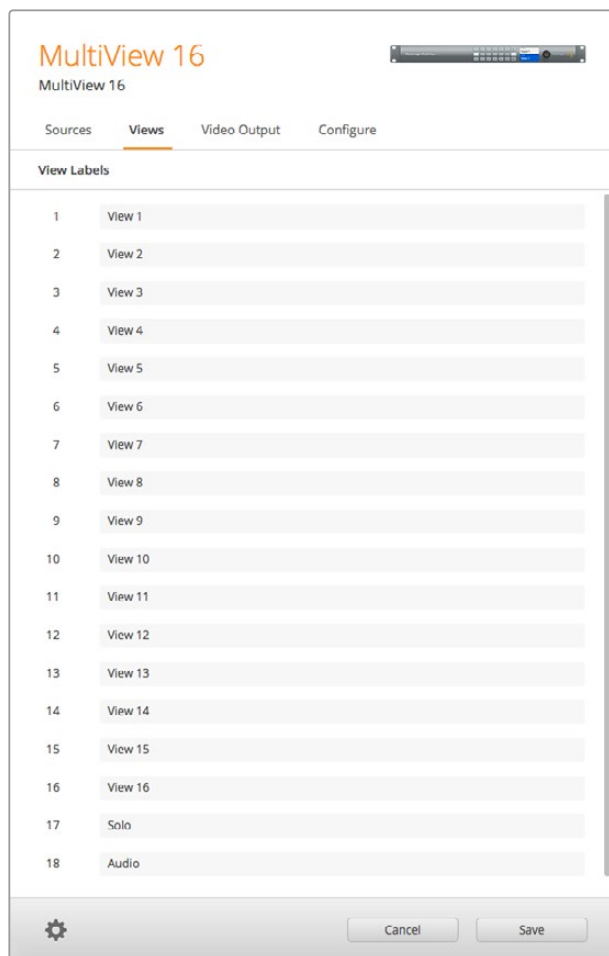 MultiView 16
MultiView 16
Sources Views Video Output Configure
View Labels
1 View 1
2 View 2
3 View 3
4 View 4
5 View 5
6 View 6
7 View 7
8 View 8
9 View 9
10 View 10
11 View 11
12 View 12
13 View 13
14 View 14
15 View 15
16 View 16
17 Solo
18 Audio
Cancel Save